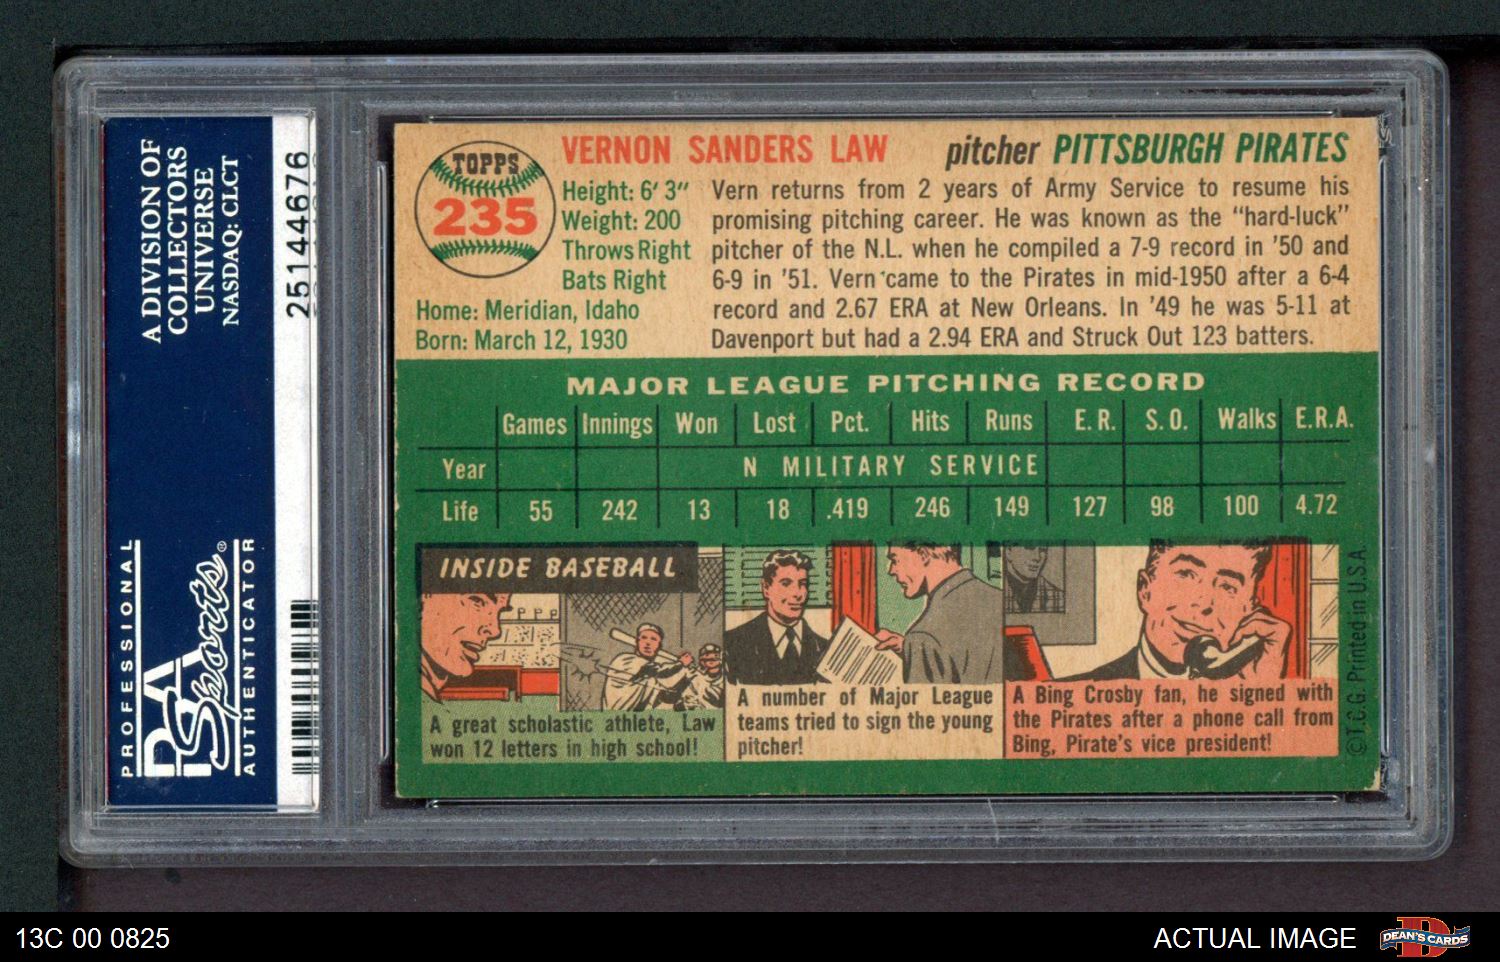 A DIVISION OF
COLLECTORS
UNIVERSE
NASDAQ: CLCT
25144676
PROFESSIONAL
PSA
Sports®
AUTHENTICATOR
TOPPS
235
VERNON SANDERS LAW
pitcher PITTSBURGH PIRATES
Height: 6' 3"
Weight: 200
Throws Right
Bats Right
Home: Meridian, Idaho
Born: March 12, 1930
Vern returns from 2 years of Army Service to resume his
promising pitching career. He was known as the "hard-luck"
pitcher of the N.L. when he compiled a 7-9 record in '50 and
6-9 in '51. Vern came to the Pirates in mid-1950 after a 6-4
record and 2.67 ERA at New Orleans. In '49 he was 5-11 at
Davenport but had a 2.94 ERA and Struck Out 123 batters.
MAJOR LEAGUE PITCHING RECORD
Games Innings Won Lost Pct. Hits Runs E. R. S. O. Walks E.R.A.
Year N MILITARY SERVICE
Life 55 242 13 18 .419 246 149 127 98 100 4.72
INSIDE BASEBALL
A great scholastic athlete, Law
won 12 letters in high school!
A number of Major League
teams tried to sign the young
pitcher!
A Bing Crosby fan, he signed with
the Pirates after a phone call from
Bing, Pirate's vice president!
©T.C.G. Printed in U.S.A.
13C 00 0825
ACTUAL IMAGE
DEAN'S CARDS